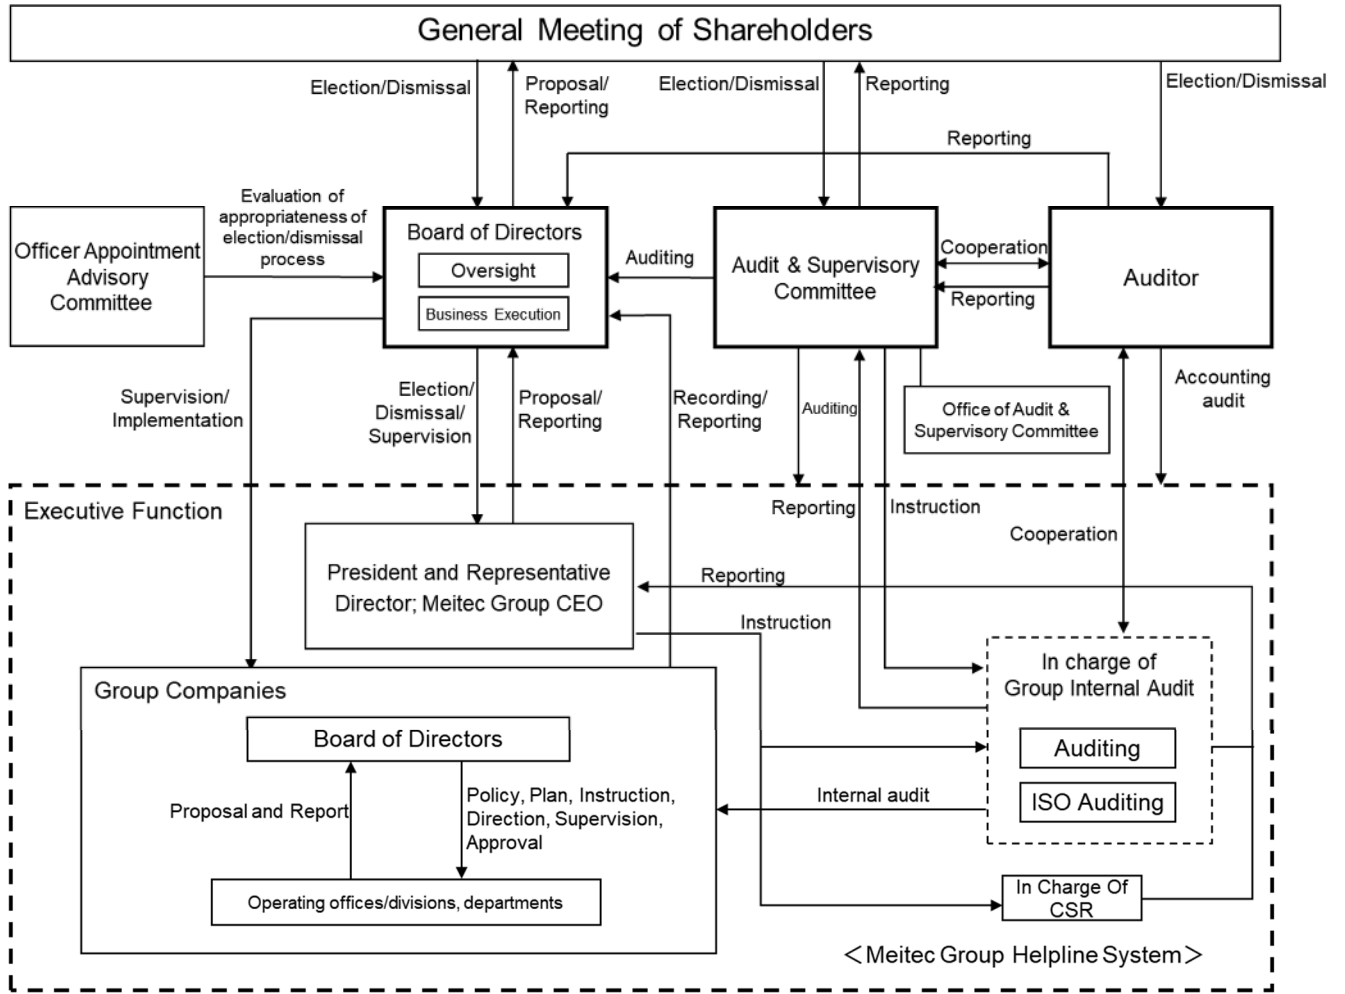 General Meeting of Shareholders
Election/Dismissal
Proposal/
Reporting
Election/Dismissal
Reporting
Election/Dismissal
Reporting
Evaluation of
appropriateness of
election/dismissal
process
Officer Appointment
Advisory
Committee
Board of Directors
Oversight
Business Execution
Auditing
Audit & Supervisory
Committee
Cooperation
Reporting
Auditor
Supervision/
Implementation
Election/
Dismissal/
Supervision
Proposal/
Reporting
Recording/
Reporting
Auditing
Office of Audit &
Supervisory Committee
Accounting
audit
Executive Function
Reporting
Instruction
Cooperation
President and Representative
Director; Meitec Group CEO
Reporting
Instruction
In charge of
Group Internal Audit
Auditing
ISO Auditing
Group Companies
Board of Directors
Proposal and Report
Policy, Plan, Instruction,
Direction, Supervision,
Approval
Operating offices/divisions, departments
Internal audit
In Charge Of
CSR
＜Meitec Group Helpline System＞